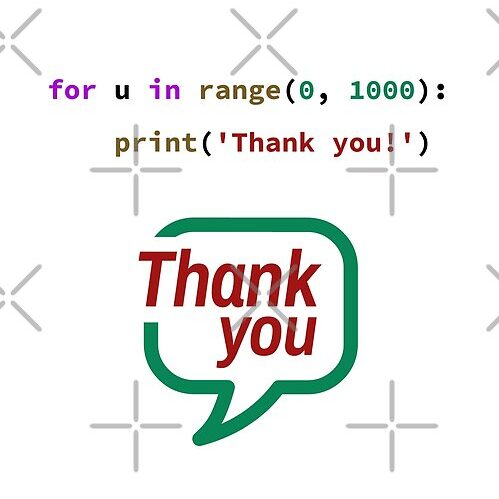 for u in range(0, 1000):
print('Thank you!')
Thank
you